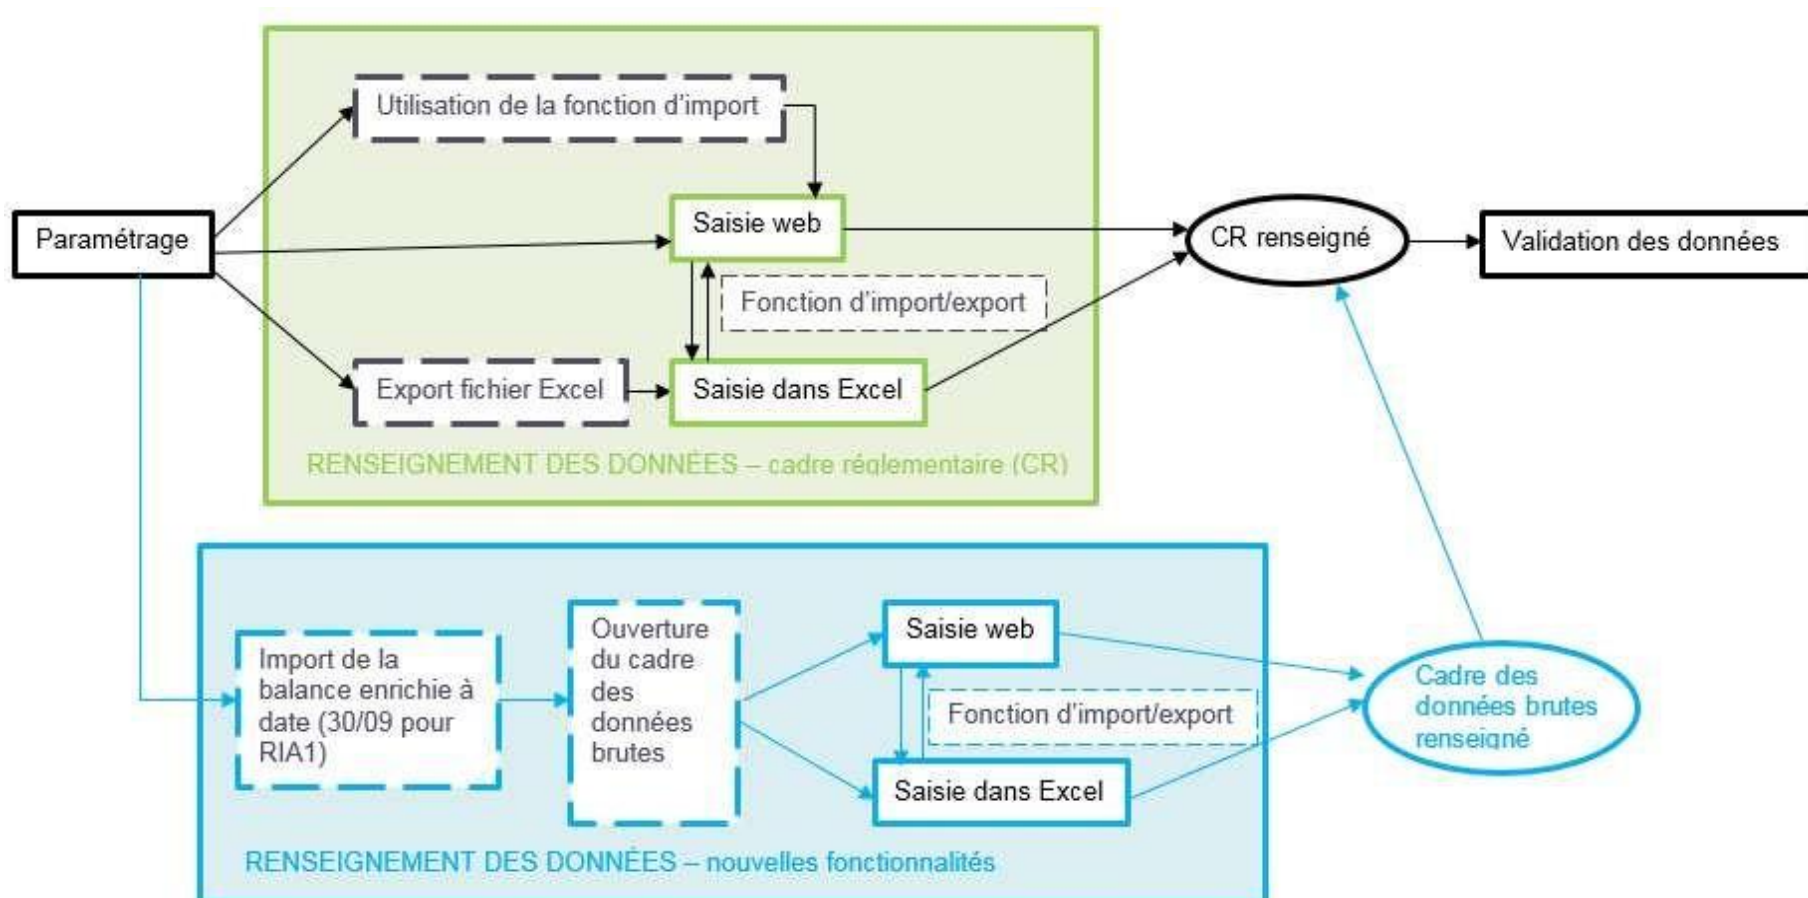 Utilisation de la fonction d'import
Paramétrage
Saisie web
CR renseigné
Validation des données
Fonction d'import/export
Export fichier Excel
Saisie dans Excel
RENSEIGNEMENT DES DONNÉES – cadre réglementaire (CR)
Import de la
balance enrichie à
date (30/09 pour
RIA1)
Ouverture
du cadre
des
données
brutes
Saisie web
Fonction d'import/export
Saisie dans Excel
Cadre des
données brutes
renseigné
RENSEIGNEMENT DES DONNÉES – nouvelles fonctionnalités